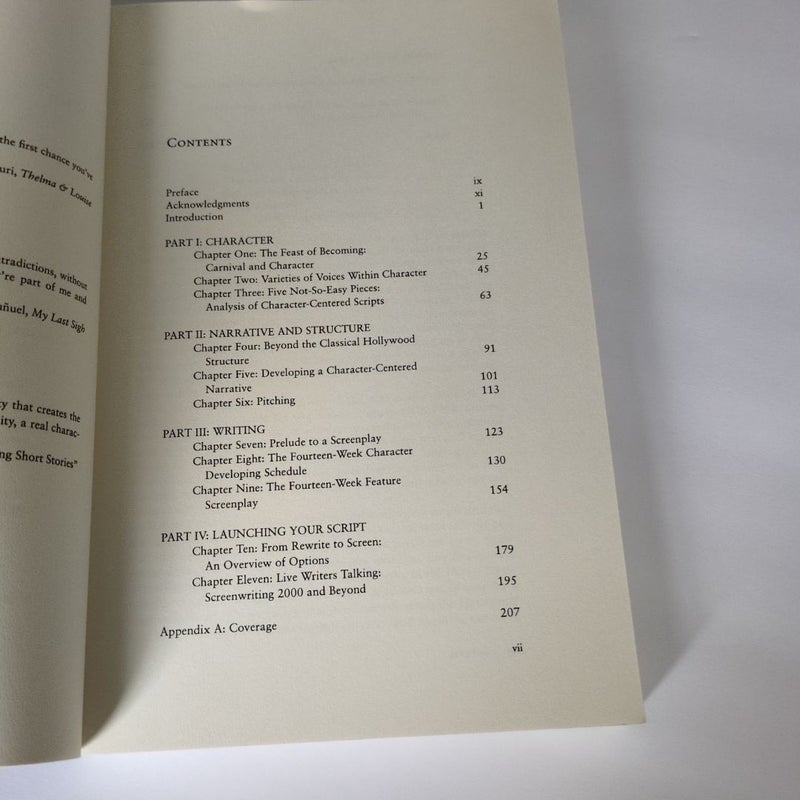 the first chance you've
uri, Thelma & Louise
tradictions, without
're part of me and
añuel, My Last Sigh
ty that creates the
ity, a real charac-
ng Short Stories"
CONTENTS
Preface ix
Acknowledgments xi
Introduction 1
PART I: CHARACTER
Chapter One: The Feast of Becoming:
Carnival and Character 25
Chapter Two: Varieties of Voices Within Character 45
Chapter Three: Five Not-So-Easy Pieces:
Analysis of Character-Centered Scripts 63
PART II: NARRATIVE AND STRUCTURE
Chapter Four: Beyond the Classical Hollywood
Structure 91
Chapter Five: Developing a Character-Centered
Narrative 101
Chapter Six: Pitching 113
PART III: WRITING
Chapter Seven: Prelude to a Screenplay 123
Chapter Eight: The Fourteen-Week Character
Developing Schedule 130
Chapter Nine: The Fourteen-Week Feature
Screenplay 154
PART IV: LAUNCHING YOUR SCRIPT
Chapter Ten: From Rewrite to Screen:
An Overview of Options 179
Chapter Eleven: Live Writers Talking:
Screenwriting 2000 and Beyond 195
Appendix A: Coverage 207
vii